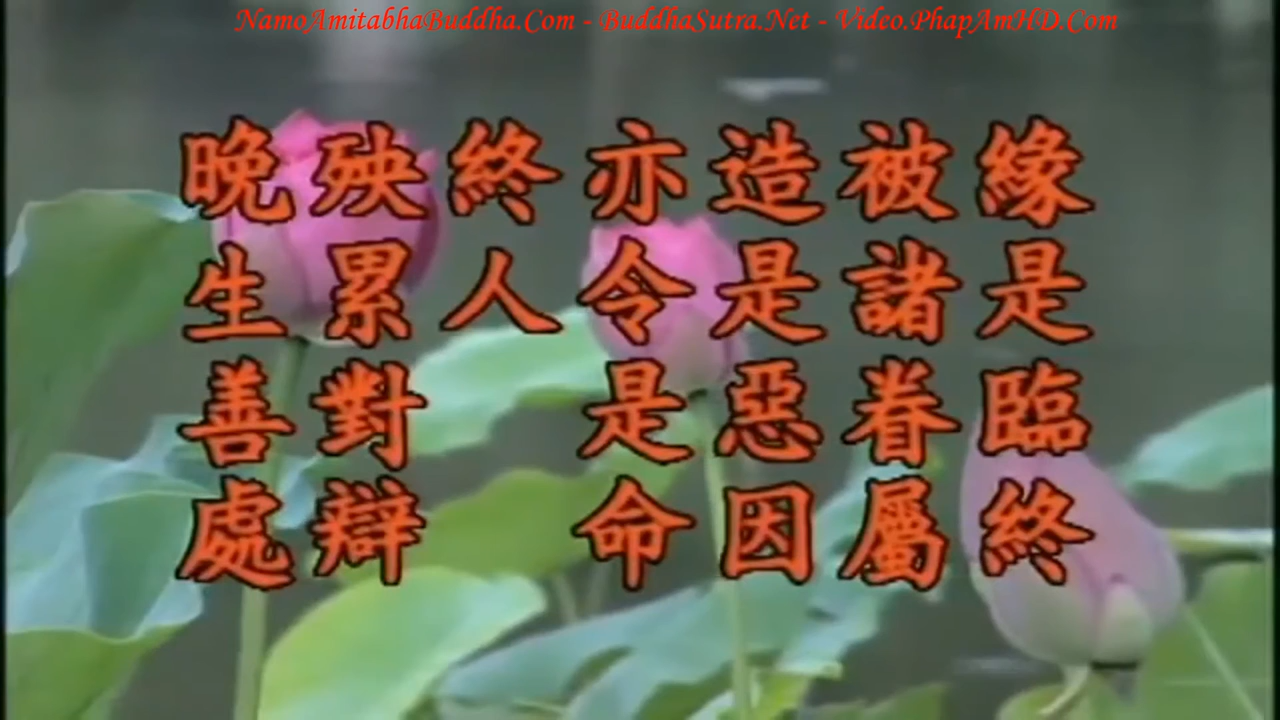 NamoAmitabhaBuddha.Com - BuddhaSutra.Net - Video.PhapAmHD.Com
緣是臨終
被諸眷屬
造是惡因
亦令是命
終人
殃累對辯
晚生善處